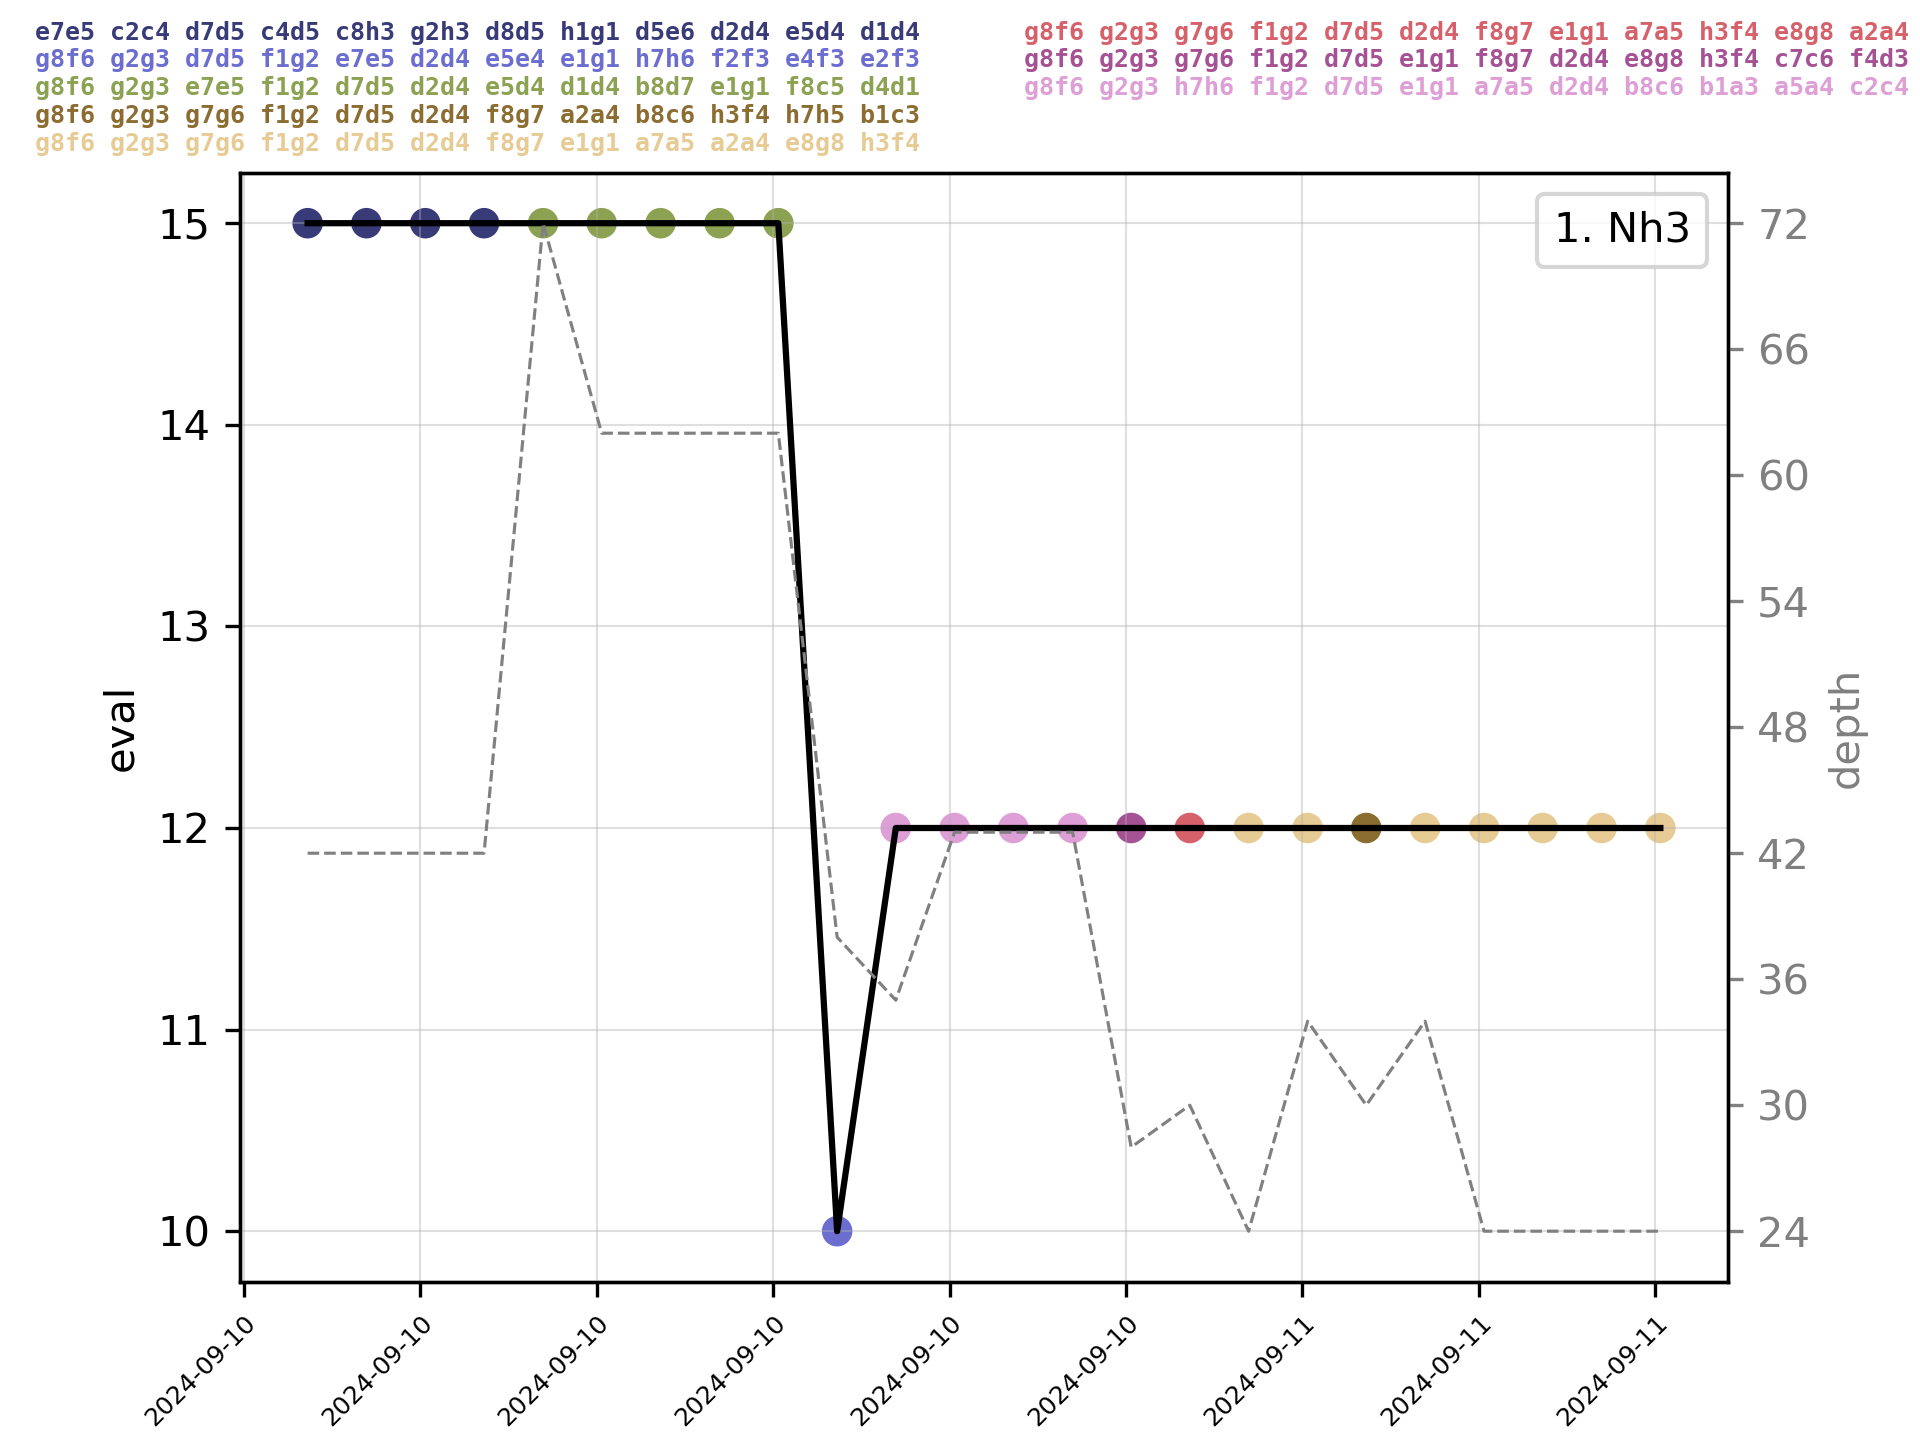 e7e5 c2c4 d7d5 c4d5 c8h3 g2h3 d8d5 h1g1 d5e6 d2d4 e5d4 d1d4
g8f6 g2g3 d7d5 f1g2 e7e5 d2d4 e5e4 e1g1 h7h6 f2f3 e4f3 e2f3
g8f6 g2g3 e7e5 f1g2 d7d5 d2d4 e5d4 d1d4 b8d7 e1g1 f8c5 d4d1
g8f6 g2g3 g7g6 f1g2 d7d5 d2d4 f8g7 a2a4 b8c6 h3f4 h7h5 b1c3
g8f6 g2g3 g7g6 f1g2 d7d5 d2d4 f8g7 e1g1 a7a5 a2a4 e8g8 h3f4
g8f6 g2g3 g7g6 f1g2 d7d5 d2d4 f8g7 e1g1 a7a5 h3f4 e8g8 a2a4
g8f6 g2g3 g7g6 f1g2 d7d5 e1g1 f8g7 d2d4 e8g8 h3f4 c7c6 f4d3
g8f6 g2g3 h7h6 f1g2 d7d5 e1g1 a7a5 d2d4 b8c6 b1a3 a5a4 c2c4
1. Nh3
15
14
13
12
11
10
eval
72
66
60
54
48
42
36
30
24
depth
2024-09-10
2024-09-10
2024-09-10
2024-09-10
2024-09-10
2024-09-10
2024-09-11
2024-09-11
2024-09-11